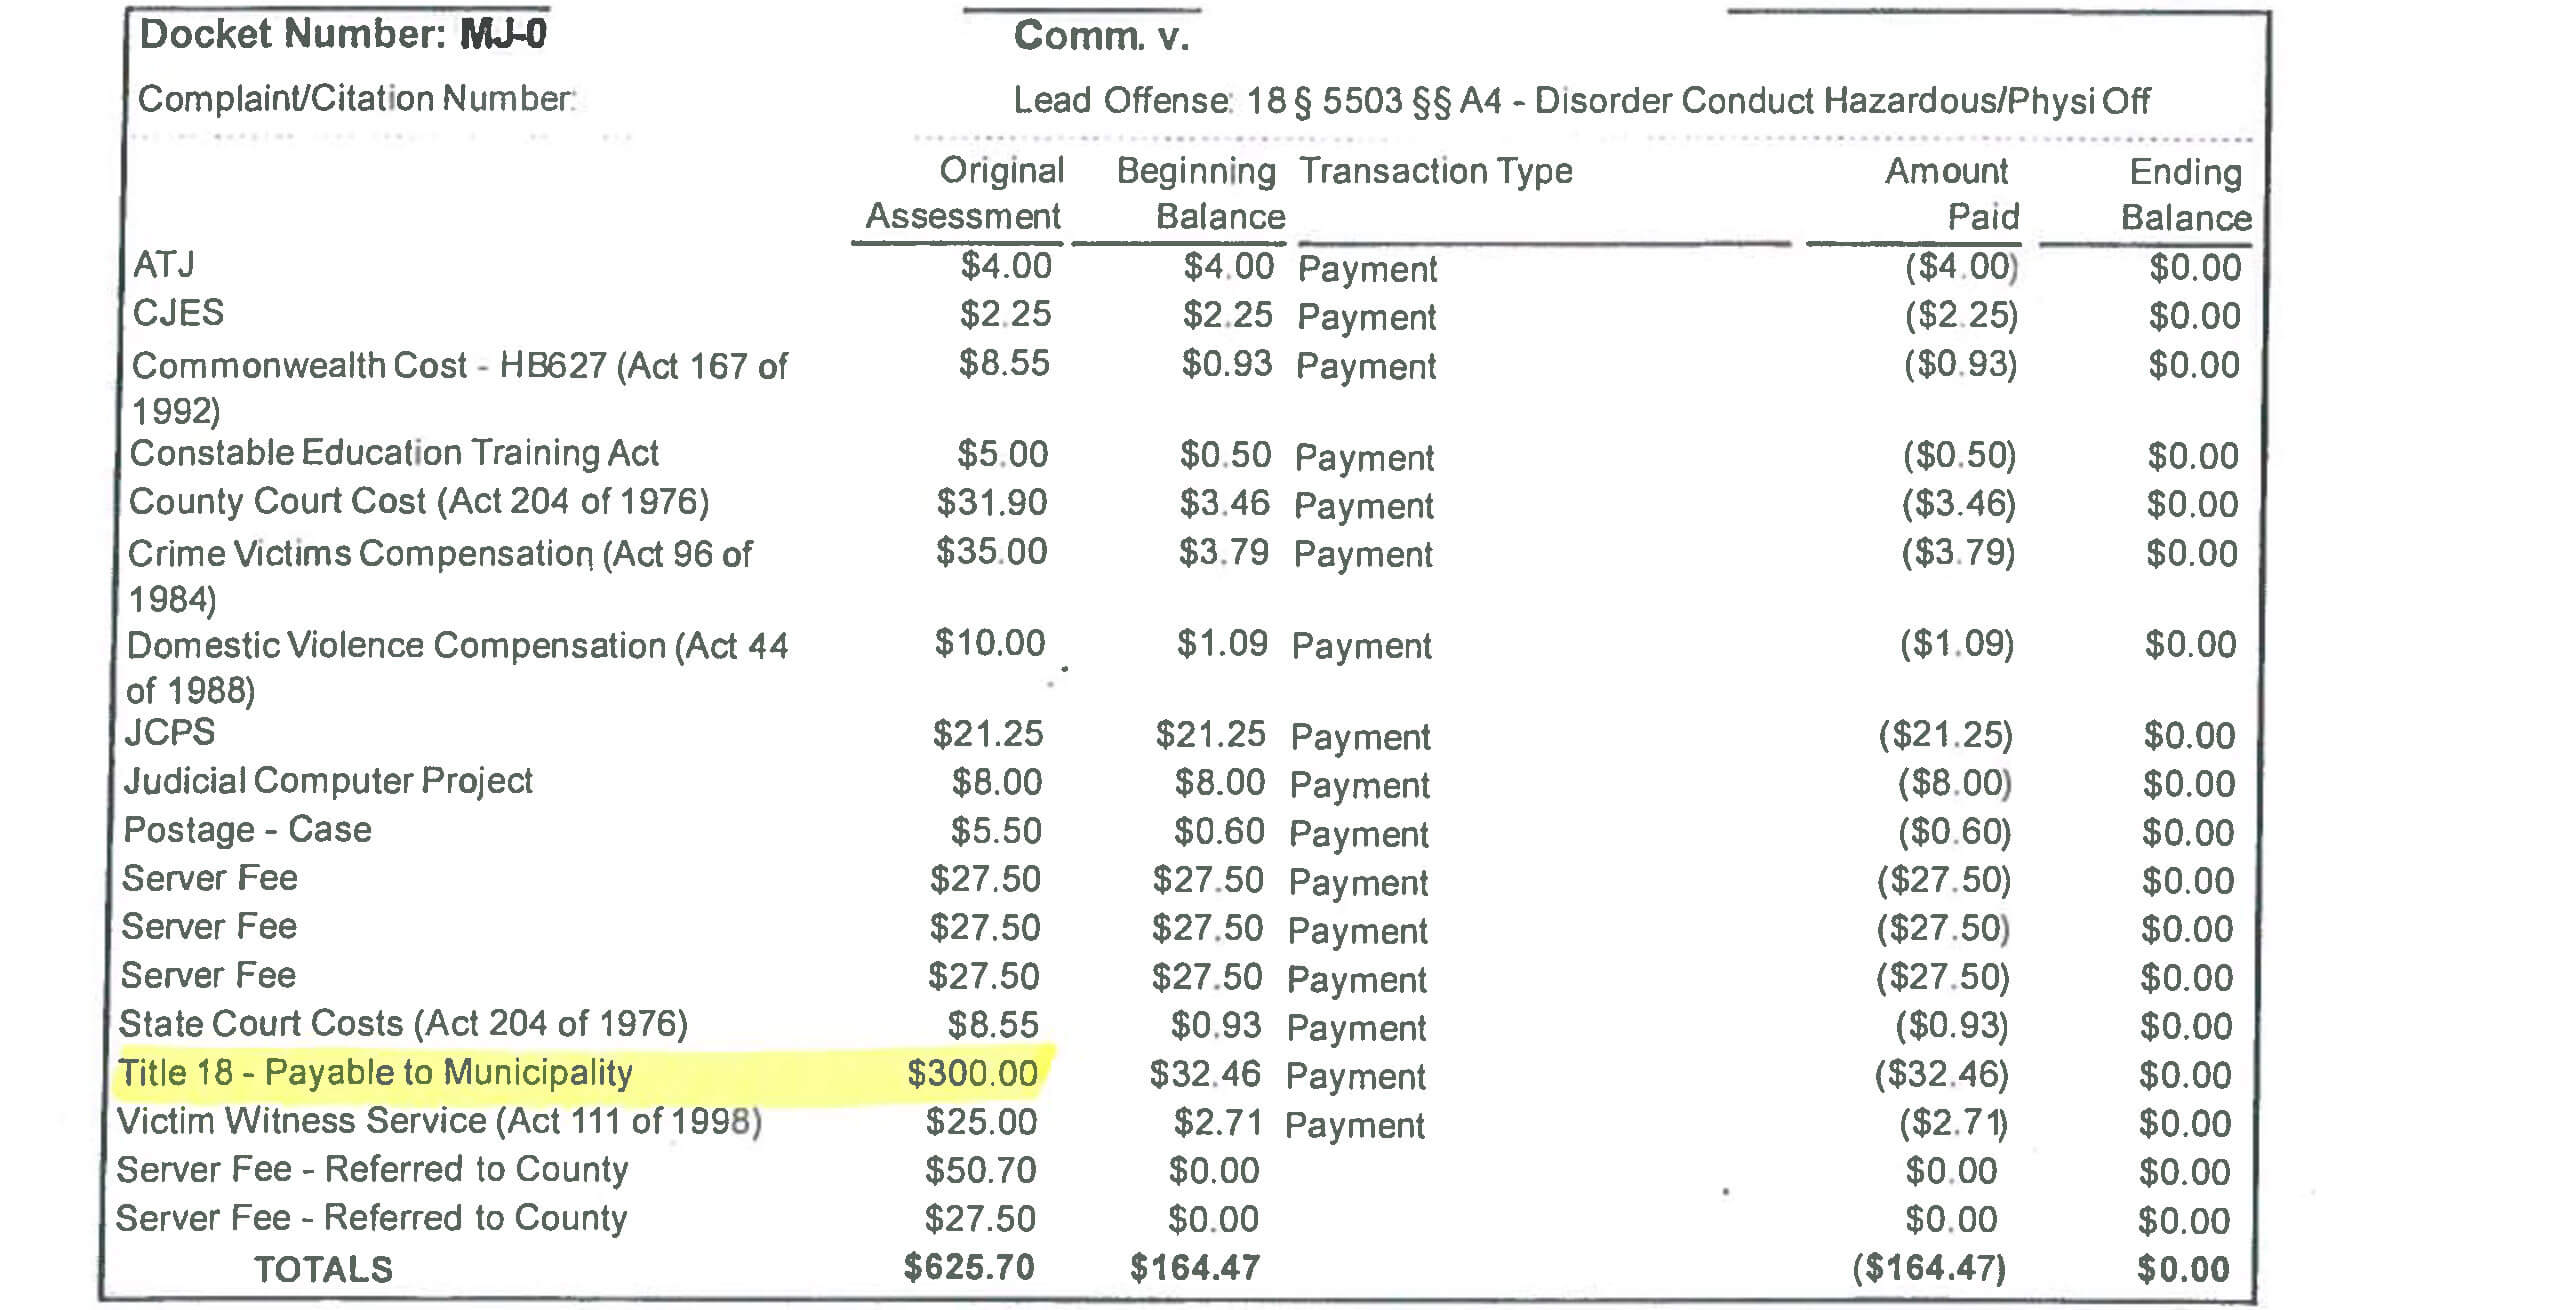 Docket Number: MJ-0 Comm. v.
Complaint/Citation Number: Lead Offense: 18 § 5503 §§ A4 - Disorder Conduct Hazardous/Physi Off
Original Beginning Transaction Type Amount Ending
Assessment Balance Paid Balance
ATJ $4.00 $4.00 Payment ($4.00) $0.00
CJES $2.25 $2.25 Payment ($2.25) $0.00
Commonwealth Cost - HB627 (Act 167 of $8.55 $0.93 Payment ($0.93) $0.00
1992)
Constable Education Training Act $5.00 $0.50 Payment ($0.50) $0.00
County Court Cost (Act 204 of 1976) $31.90 $3.46 Payment ($3.46) $0.00
Crime Victims Compensation (Act 96 of $35.00 $3.79 Payment ($3.79) $0.00
1984)
Domestic Violence Compensation (Act 44 $10.00 $1.09 Payment ($1.09) $0.00
of 1988)
JCPS $21.25 $21.25 Payment ($21.25) $0.00
Judicial Computer Project $8.00 $8.00 Payment ($8.00) $0.00
Postage - Case $5.50 $0.60 Payment ($0.60) $0.00
Server Fee $27.50 $27.50 Payment ($27.50) $0.00
Server Fee $27.50 $27.50 Payment ($27.50) $0.00
Server Fee $27.50 $27.50 Payment ($27.50) $0.00
State Court Costs (Act 204 of 1976) $8.55 $0.93 Payment ($0.93) $0.00
Title 18 - Payable to Municipality $300.00 $32.46 Payment ($32.46) $0.00
Victim Witness Service (Act 111 of 1998) $25.00 $2.71 Payment ($2.71) $0.00
Server Fee - Referred to County $50.70 $0.00 $0.00 $0.00
Server Fee - Referred to County $27.50 $0.00 $0.00 $0.00
TOTALS $625.70 $164.47 ($164.47) $0.00